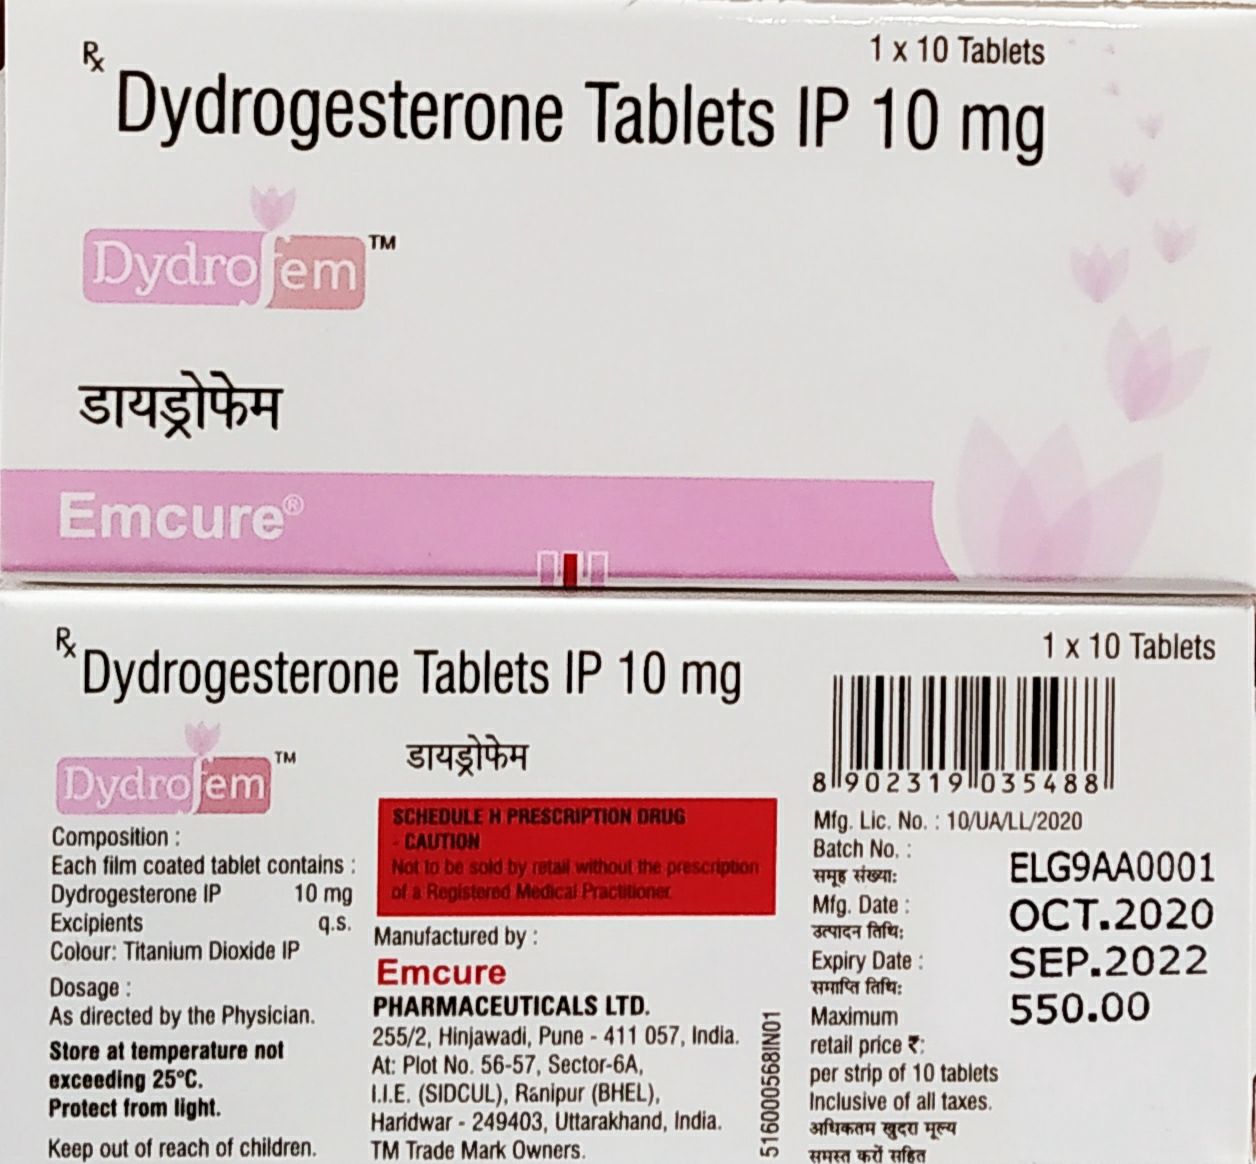 Rx
1 x 10 Tablets
Dydrogesterone Tablets IP 10 mg
Dydrofem™
डायड्रोफेम
Emcure®
Rx
Dydrogesterone Tablets IP 10 mg
1 x 10 Tablets
Dydrofem™
डायड्रोफेम
Composition :
Each film coated tablet contains :
Dydrogesterone IP 10 mg
Excipients q.s.
Colour: Titanium Dioxide IP
Dosage :
As directed by the Physician.
Store at temperature not
exceeding 25°C.
Protect from light.
Keep out of reach of children.
SCHEDULE H PRESCRIPTION DRUG
- CAUTION
Not to be sold by retail without the prescription
of a Registered Medical Practitioner.
Manufactured by :
Emcure
PHARMACEUTICALS LTD.
255/2, Hinjawadi, Pune - 411 057, India.
At: Plot No. 56-57, Sector-6A,
I.I.E. (SIDCUL), Ranipur (BHEL),
Haridwar - 249403, Uttarakhand, India.
TM Trade Mark Owners.
5160000568IN01
8 902319 035488
Mfg. Lic. No. : 10/UA/LL/2020
Batch No. : ELG9AA0001
समूह संख्या:
Mfg. Date : OCT.2020
उत्पादन तिथि:
Expiry Date : SEP.2022
समाप्ति तिथि:
Maximum 550.00
retail price ₹:
per strip of 10 tablets
Inclusive of all taxes.
अधिकतम खुदरा मूल्य
समस्त करों सहित